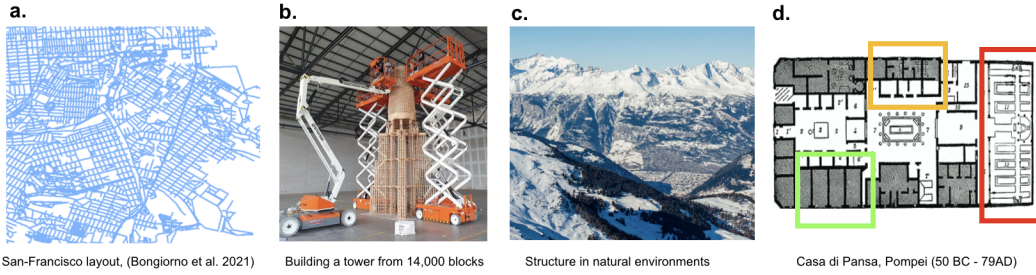 a.
b.
c.
d.
San-Francisco layout, (Bongiorno et al. 2021)
Building a tower from 14,000 blocks
Structure in natural environments
Casa di Pansa, Pompei (50 BC - 79AD)